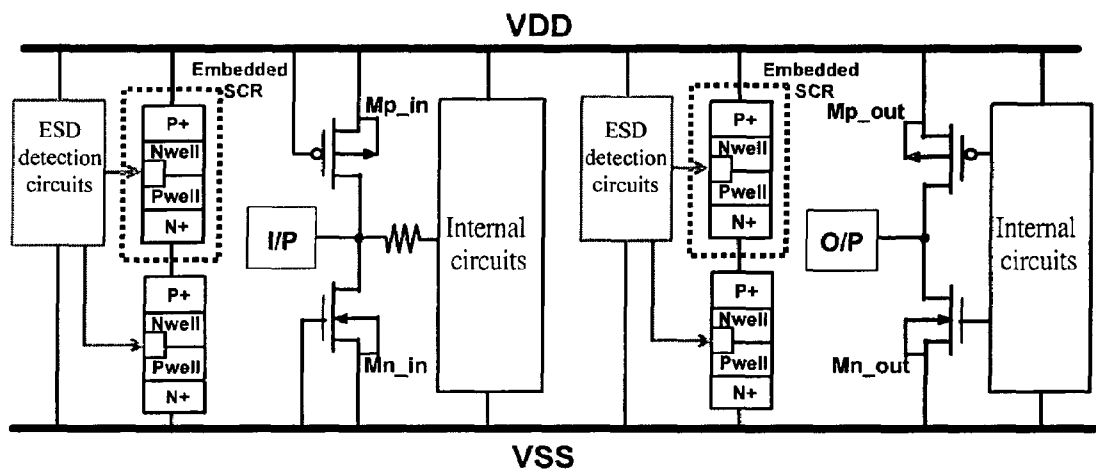 VDD
Embedded
SCR
Mp_in
ESD
detection
circuits
P+
Nwell
Pwell
N+
I/P
Internal
circuits
P+
Nwell
Pwell
N+
Mn_in
Embedded
SCR
Mp_out
ESD
detection
circuits
P+
Nwell
Pwell
N+
O/P
Internal
circuits
P+
Nwell
Pwell
N+
Mn_out
VSS